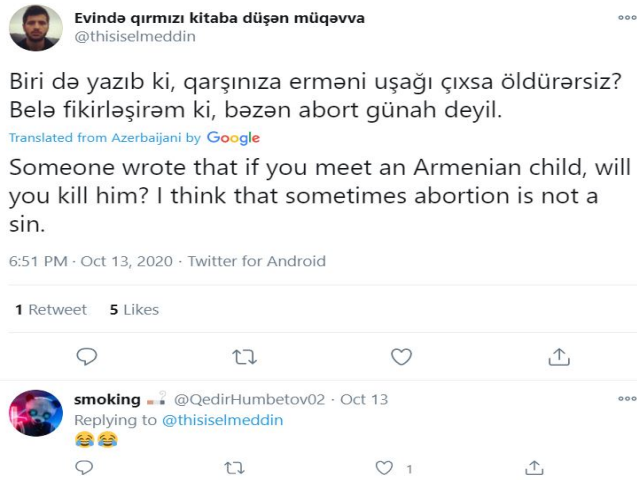 Evində qırmızı kitaba düşən müqəvva
@thisiselmeddin
Biri də yazıb ki, qarşınıza erməni uşağı çıxsa öldürərsiz?
Belə fikirləşirəm ki, bəzən abort günah deyil.
Translated from Azerbaijani by Google
Someone wrote that if you meet an Armenian child, will
you kill him? I think that sometimes abortion is not a
sin.
6:51 PM · Oct 13, 2020 · Twitter for Android
1 Retweet 5 Likes
smoking 🚬 @QedirHumbetov02 · Oct 13
Replying to @thisiselmeddin
😂😂
1